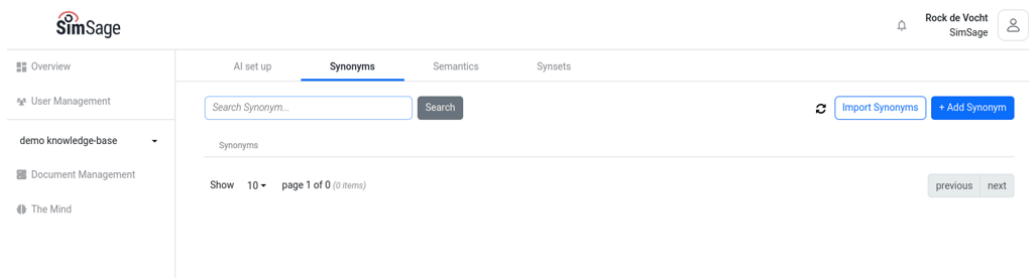 SimSage
Rock de Vocht
SimSage
Overview
User Management
demo knowledge-base
Document Management
The Mind
AI set up Synonyms Semantics Synsets
Search Synonym... Search Import Synonyms + Add Synonym
Synonyms
Show 10 page 1 of 0 (0 items) previous next